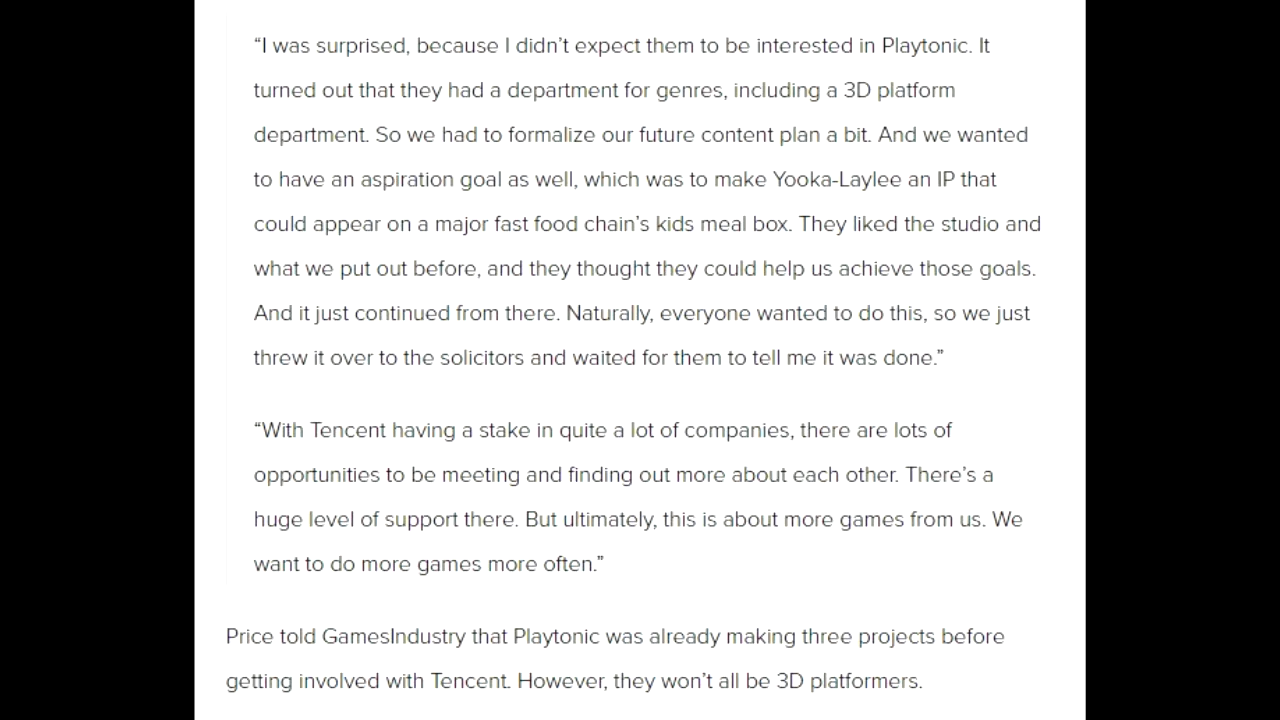 “I was surprised, because I didn’t expect them to be interested in Playtonic. It
turned out that they had a department for genres, including a 3D platform
department. So we had to formalize our future content plan a bit. And we wanted
to have an aspiration goal as well, which was to make Yooka-Laylee an IP that
could appear on a major fast food chain’s kids meal box. They liked the studio and
what we put out before, and they thought they could help us achieve those goals.
And it just continued from there. Naturally, everyone wanted to do this, so we just
threw it over to the solicitors and waited for them to tell me it was done.”
“With Tencent having a stake in quite a lot of companies, there are lots of
opportunities to be meeting and finding out more about each other. There’s a
huge level of support there. But ultimately, this is about more games from us. We
want to do more games more often.”
Price told GamesIndustry that Playtonic was already making three projects before
getting involved with Tencent. However, they won’t all be 3D platformers.